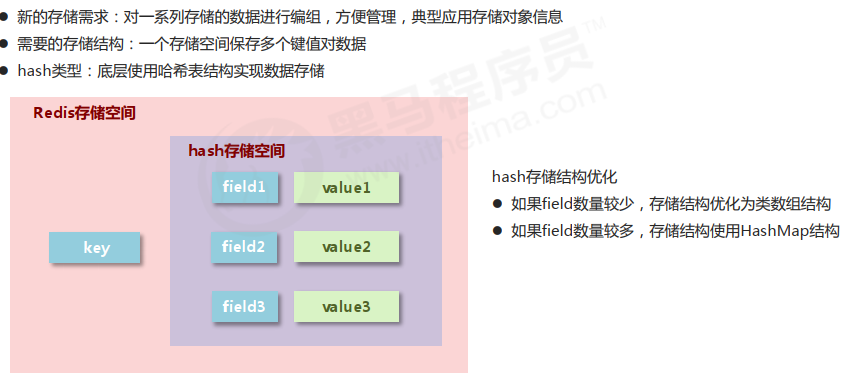 新的存储需求：对一系列存储的数据进行编组，方便管理，典型应用存储对象信息
需要的存储结构：一个存储空间保存多个键值对数据
hash类型：底层使用哈希表结构实现数据存储
黑马程序员™
www.itheima.com
Redis存储空间
hash存储空间
field1 value1
key
field2 value2
field3 value3
hash存储结构优化
如果field数量较少，存储结构优化为类数组结构
如果field数量较多，存储结构使用HashMap结构